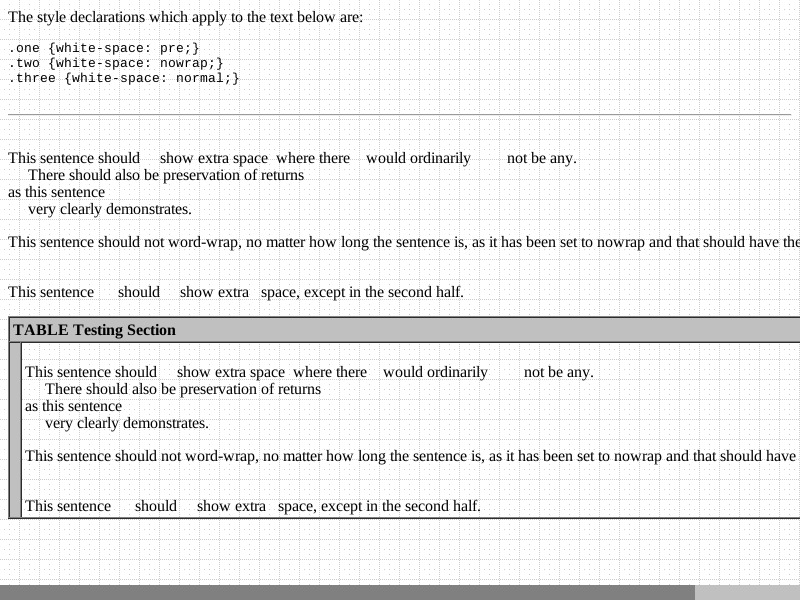 The style declarations which apply to the text below are:
.one {white-space: pre;}
.two {white-space: nowrap;}
.three {white-space: normal;}
This sentence should     show extra space  where there    would ordinarily         not be any.
     There should also be preservation of returns
as this sentence
     very clearly demonstrates.
This sentence should not word-wrap, no matter how long the sentence is, as it has been set to nowrap and that should have the
This sentence      should     show extra   space, except in the second half.
TABLE Testing Section
This sentence should     show extra space  where there    would ordinarily         not be any.
     There should also be preservation of returns
as this sentence
     very clearly demonstrates.
This sentence should not word-wrap, no matter how long the sentence is, as it has been set to nowrap and that should have
This sentence      should     show extra   space, except in the second half.